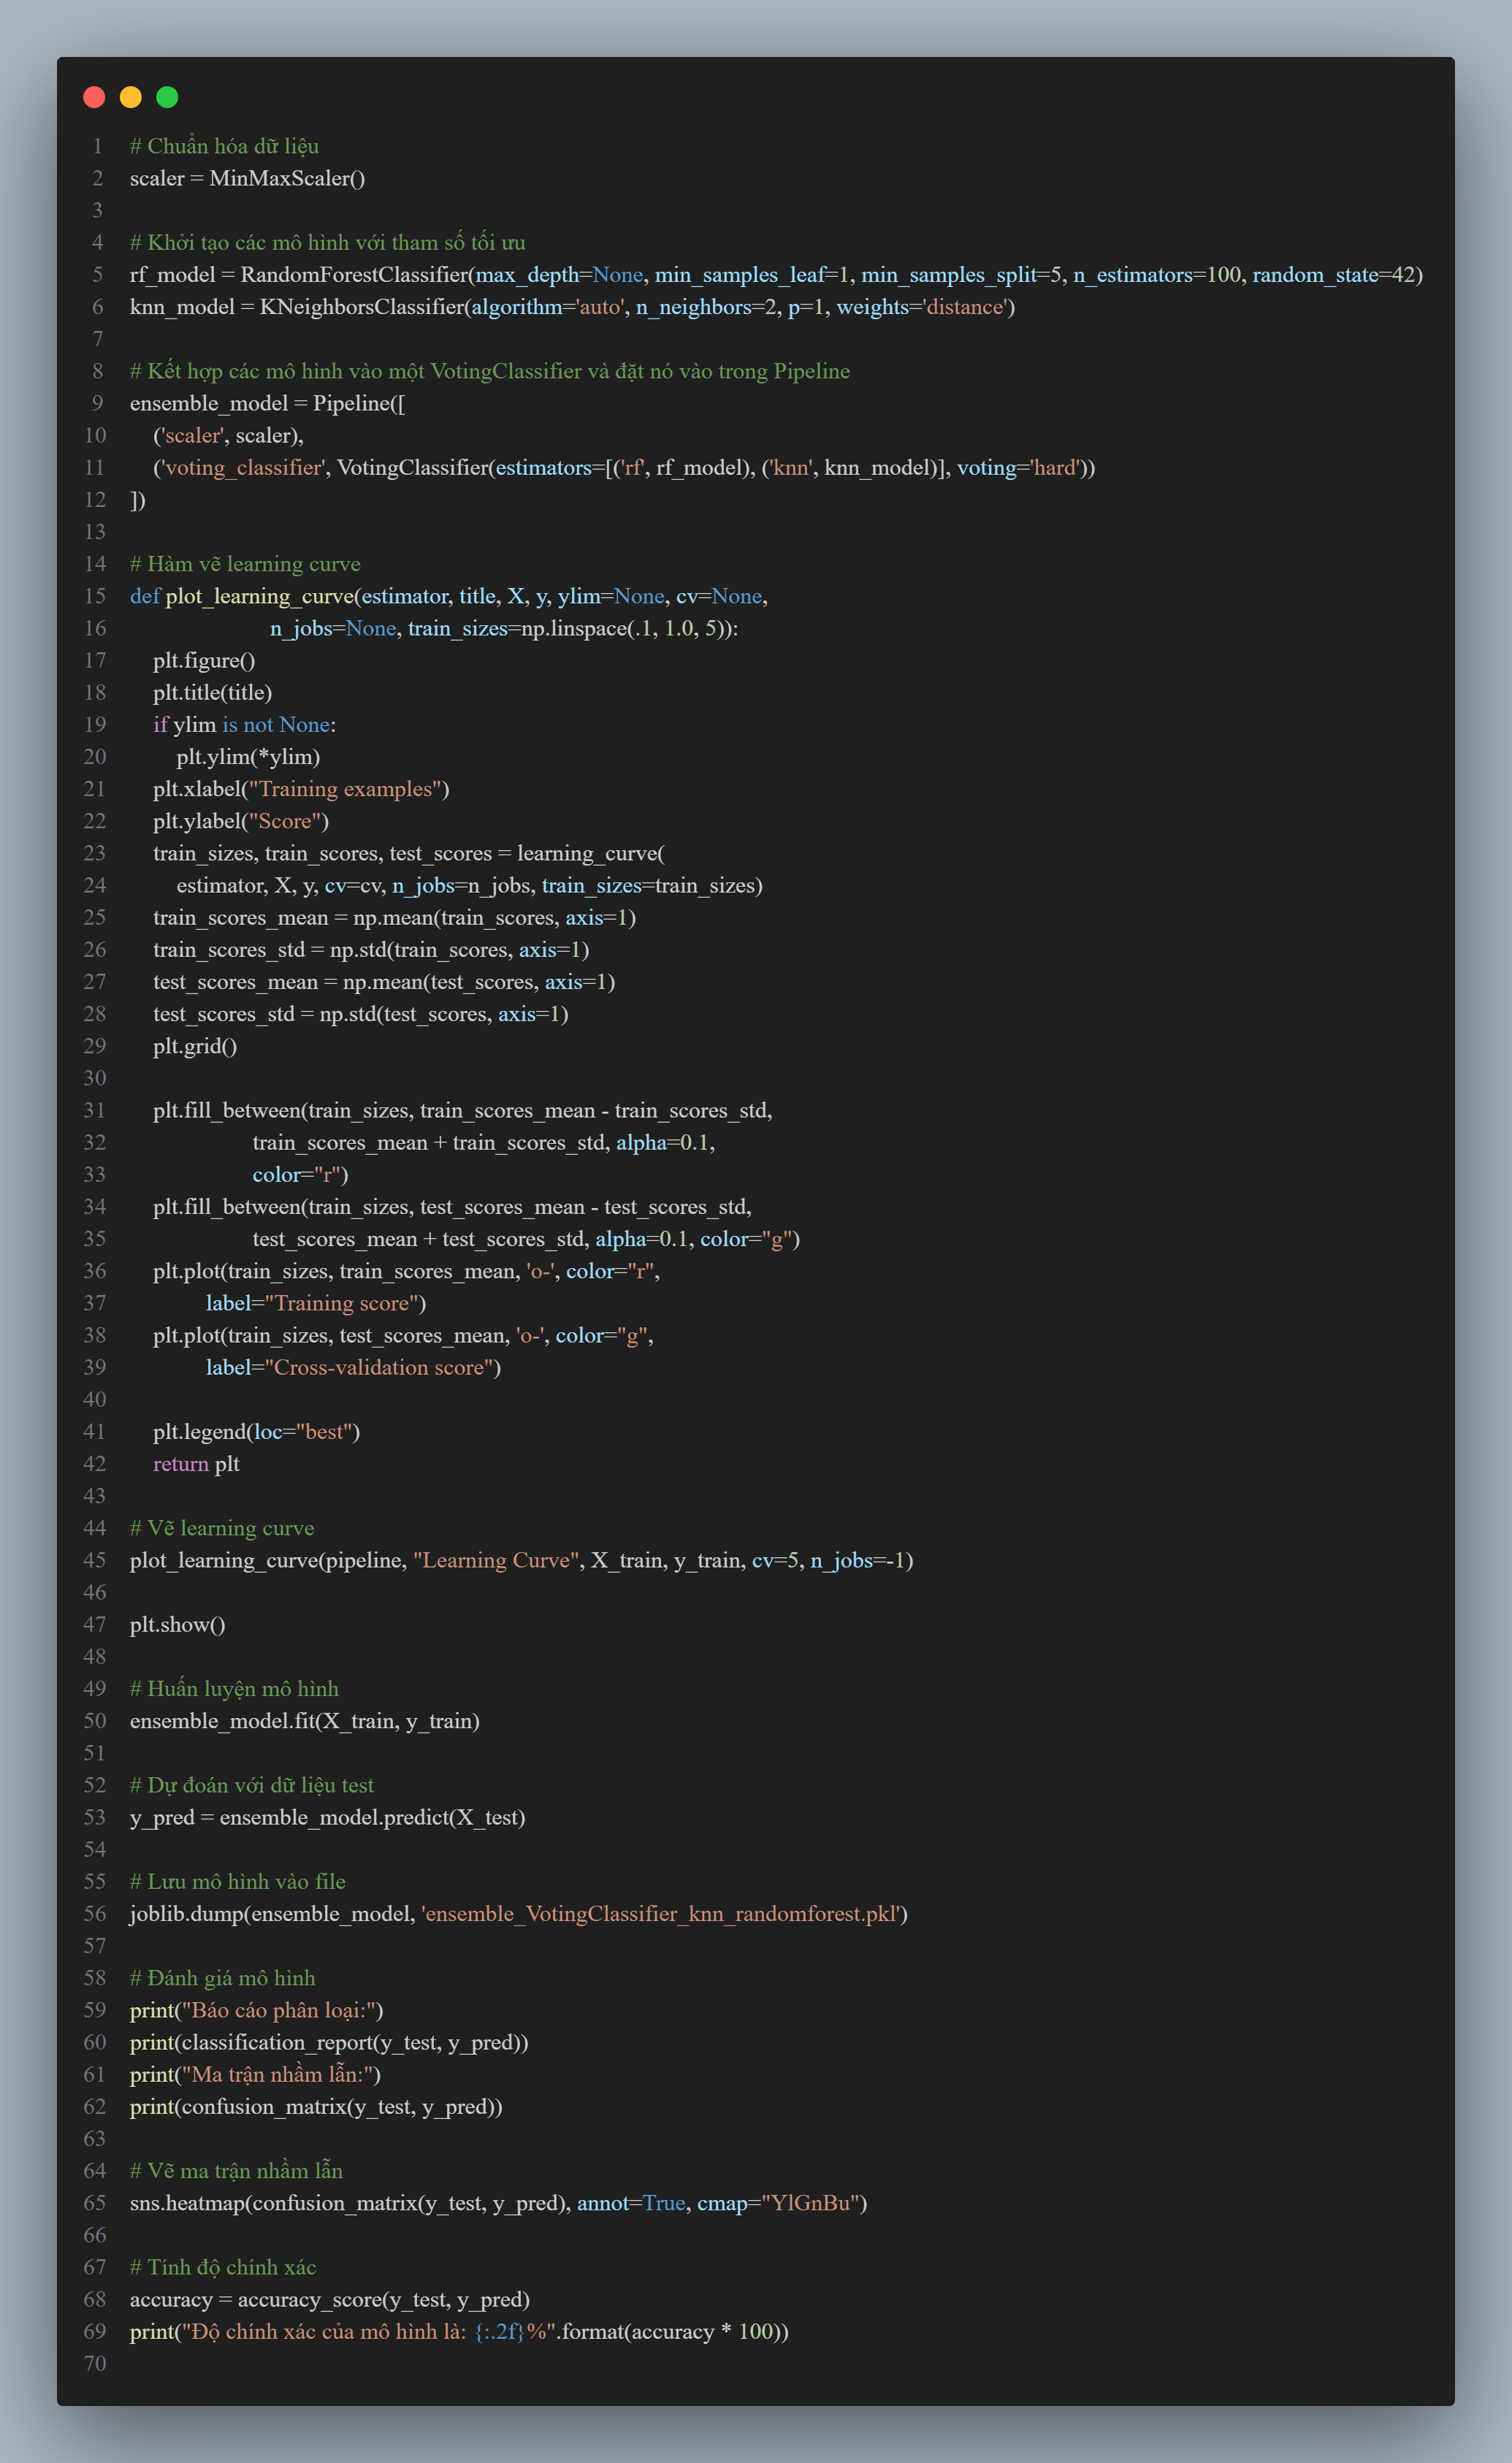 1 # Chuẩn hóa dữ liệu
2 scaler = MinMaxScaler()
3
4 # Khởi tạo các mô hình với tham số tối ưu
5 rf_model = RandomForestClassifier(max_depth=None, min_samples_leaf=1, min_samples_split=5, n_estimators=100, random_state=42)
6 knn_model = KNeighborsClassifier(algorithm='auto', n_neighbors=2, p=1, weights='distance')
7
8 # Kết hợp các mô hình vào một VotingClassifier và đặt nó vào trong Pipeline
9 ensemble_model = Pipeline([
10     ('scaler', scaler),
11     ('voting_classifier', VotingClassifier(estimators=[('rf', rf_model), ('knn', knn_model)], voting='hard'))
12 ])
13
14 # Hàm vẽ learning curve
15 def plot_learning_curve(estimator, title, X, y, ylim=None, cv=None,
16                         n_jobs=None, train_sizes=np.linspace(.1, 1.0, 5)):
17     plt.figure()
18     plt.title(title)
19     if ylim is not None:
20         plt.ylim(*ylim)
21     plt.xlabel("Training examples")
22     plt.ylabel("Score")
23     train_sizes, train_scores, test_scores = learning_curve(
24         estimator, X, y, cv=cv, n_jobs=n_jobs, train_sizes=train_sizes)
25     train_scores_mean = np.mean(train_scores, axis=1)
26     train_scores_std = np.std(train_scores, axis=1)
27     test_scores_mean = np.mean(test_scores, axis=1)
28     test_scores_std = np.std(test_scores, axis=1)
29     plt.grid()
30
31     plt.fill_between(train_sizes, train_scores_mean - train_scores_std,
32                      train_scores_mean + train_scores_std, alpha=0.1,
33                      color="r")
34     plt.fill_between(train_sizes, test_scores_mean - test_scores_std,
35                      test_scores_mean + test_scores_std, alpha=0.1, color="g")
36     plt.plot(train_sizes, train_scores_mean, 'o-', color="r",
37              label="Training score")
38     plt.plot(train_sizes, test_scores_mean, 'o-', color="g",
39              label="Cross-validation score")
40
41     plt.legend(loc="best")
42     return plt
43
44 # Vẽ learning curve
45 plot_learning_curve(pipeline, "Learning Curve", X_train, y_train, cv=5, n_jobs=-1)
46
47 plt.show()
48
49 # Huấn luyện mô hình
50 ensemble_model.fit(X_train, y_train)
51
52 # Dự đoán với dữ liệu test
53 y_pred = ensemble_model.predict(X_test)
54
55 # Lưu mô hình vào file
56 joblib.dump(ensemble_model, 'ensemble_VotingClassifier_knn_randomforest.pkl')
57
58 # Đánh giá mô hình
59 print("Báo cáo phân loại:")
60 print(classification_report(y_test, y_pred))
61 print("Ma trận nhầm lẫn:")
62 print(confusion_matrix(y_test, y_pred))
63
64 # Vẽ ma trận nhầm lẫn
65 sns.heatmap(confusion_matrix(y_test, y_pred), annot=True, cmap="YlGnBu")
66
67 # Tính độ chính xác
68 accuracy = accuracy_score(y_test, y_pred)
69 print("Độ chính xác của mô hình là: {:.2f}%".format(accuracy * 100))
70